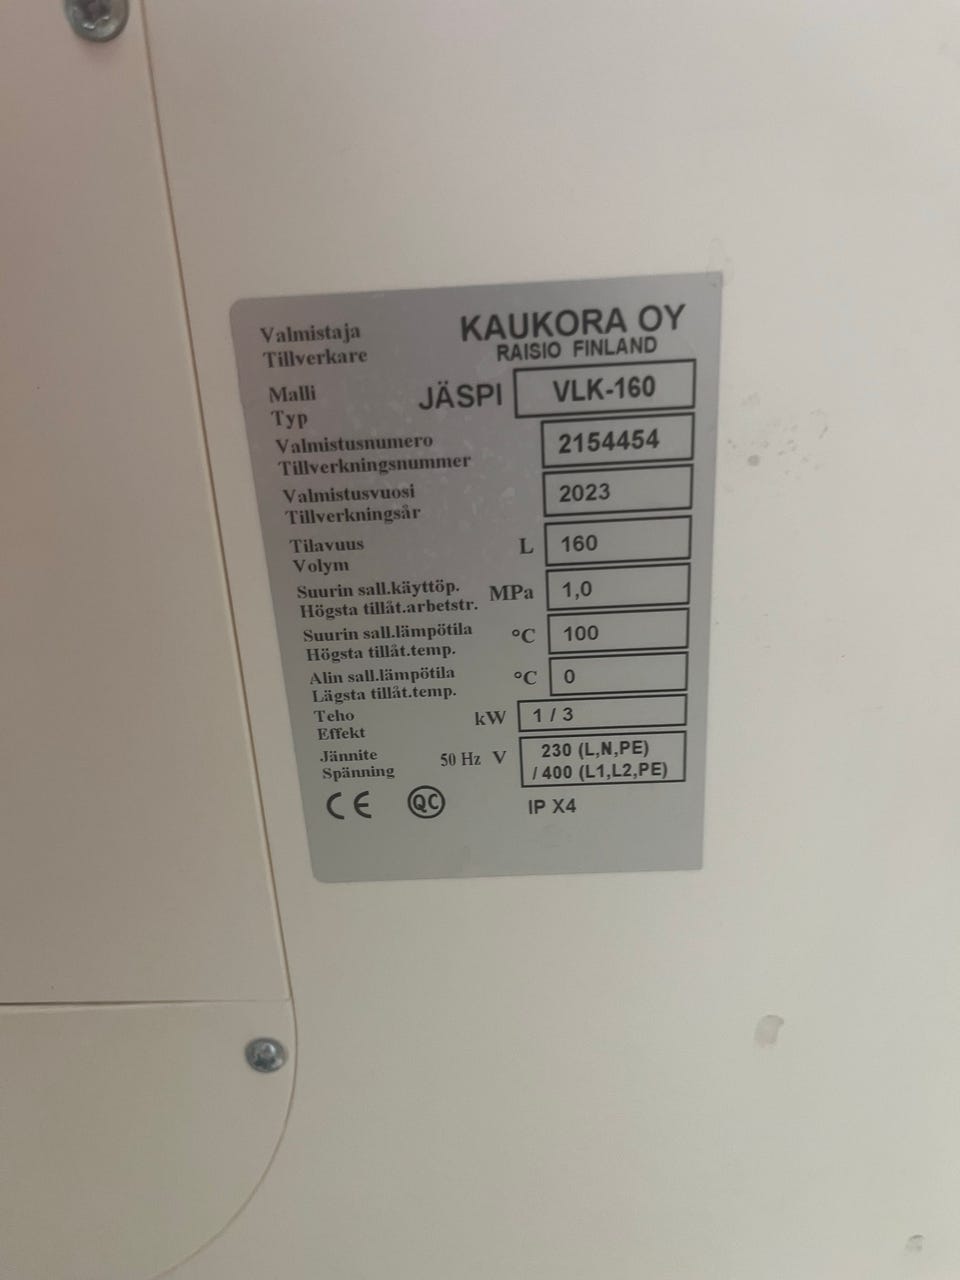 Valmistaja KAUKORA OY
Tillverkare RAISIO FINLAND
Malli JÄSPI VLK-160
Typ
Valmistusnumero 2154454
Tillverkningsnummer
Valmistusvuosi 2023
Tillverkningsår
Tilavuus L 160
Volym
Suurin sall.käyttöp. MPa 1,0
Högsta tillåt.arbetstr.
Suurin sall.lämpötila °C 100
Högsta tillåt.temp.
Alin sall.lämpötila °C 0
Lägsta tillåt.temp.
Teho kW 1 / 3
Effekt
Jännite 50 Hz V 230 (L,N,PE)
Spänning / 400 (L1,L2,PE)
CE QC IP X4